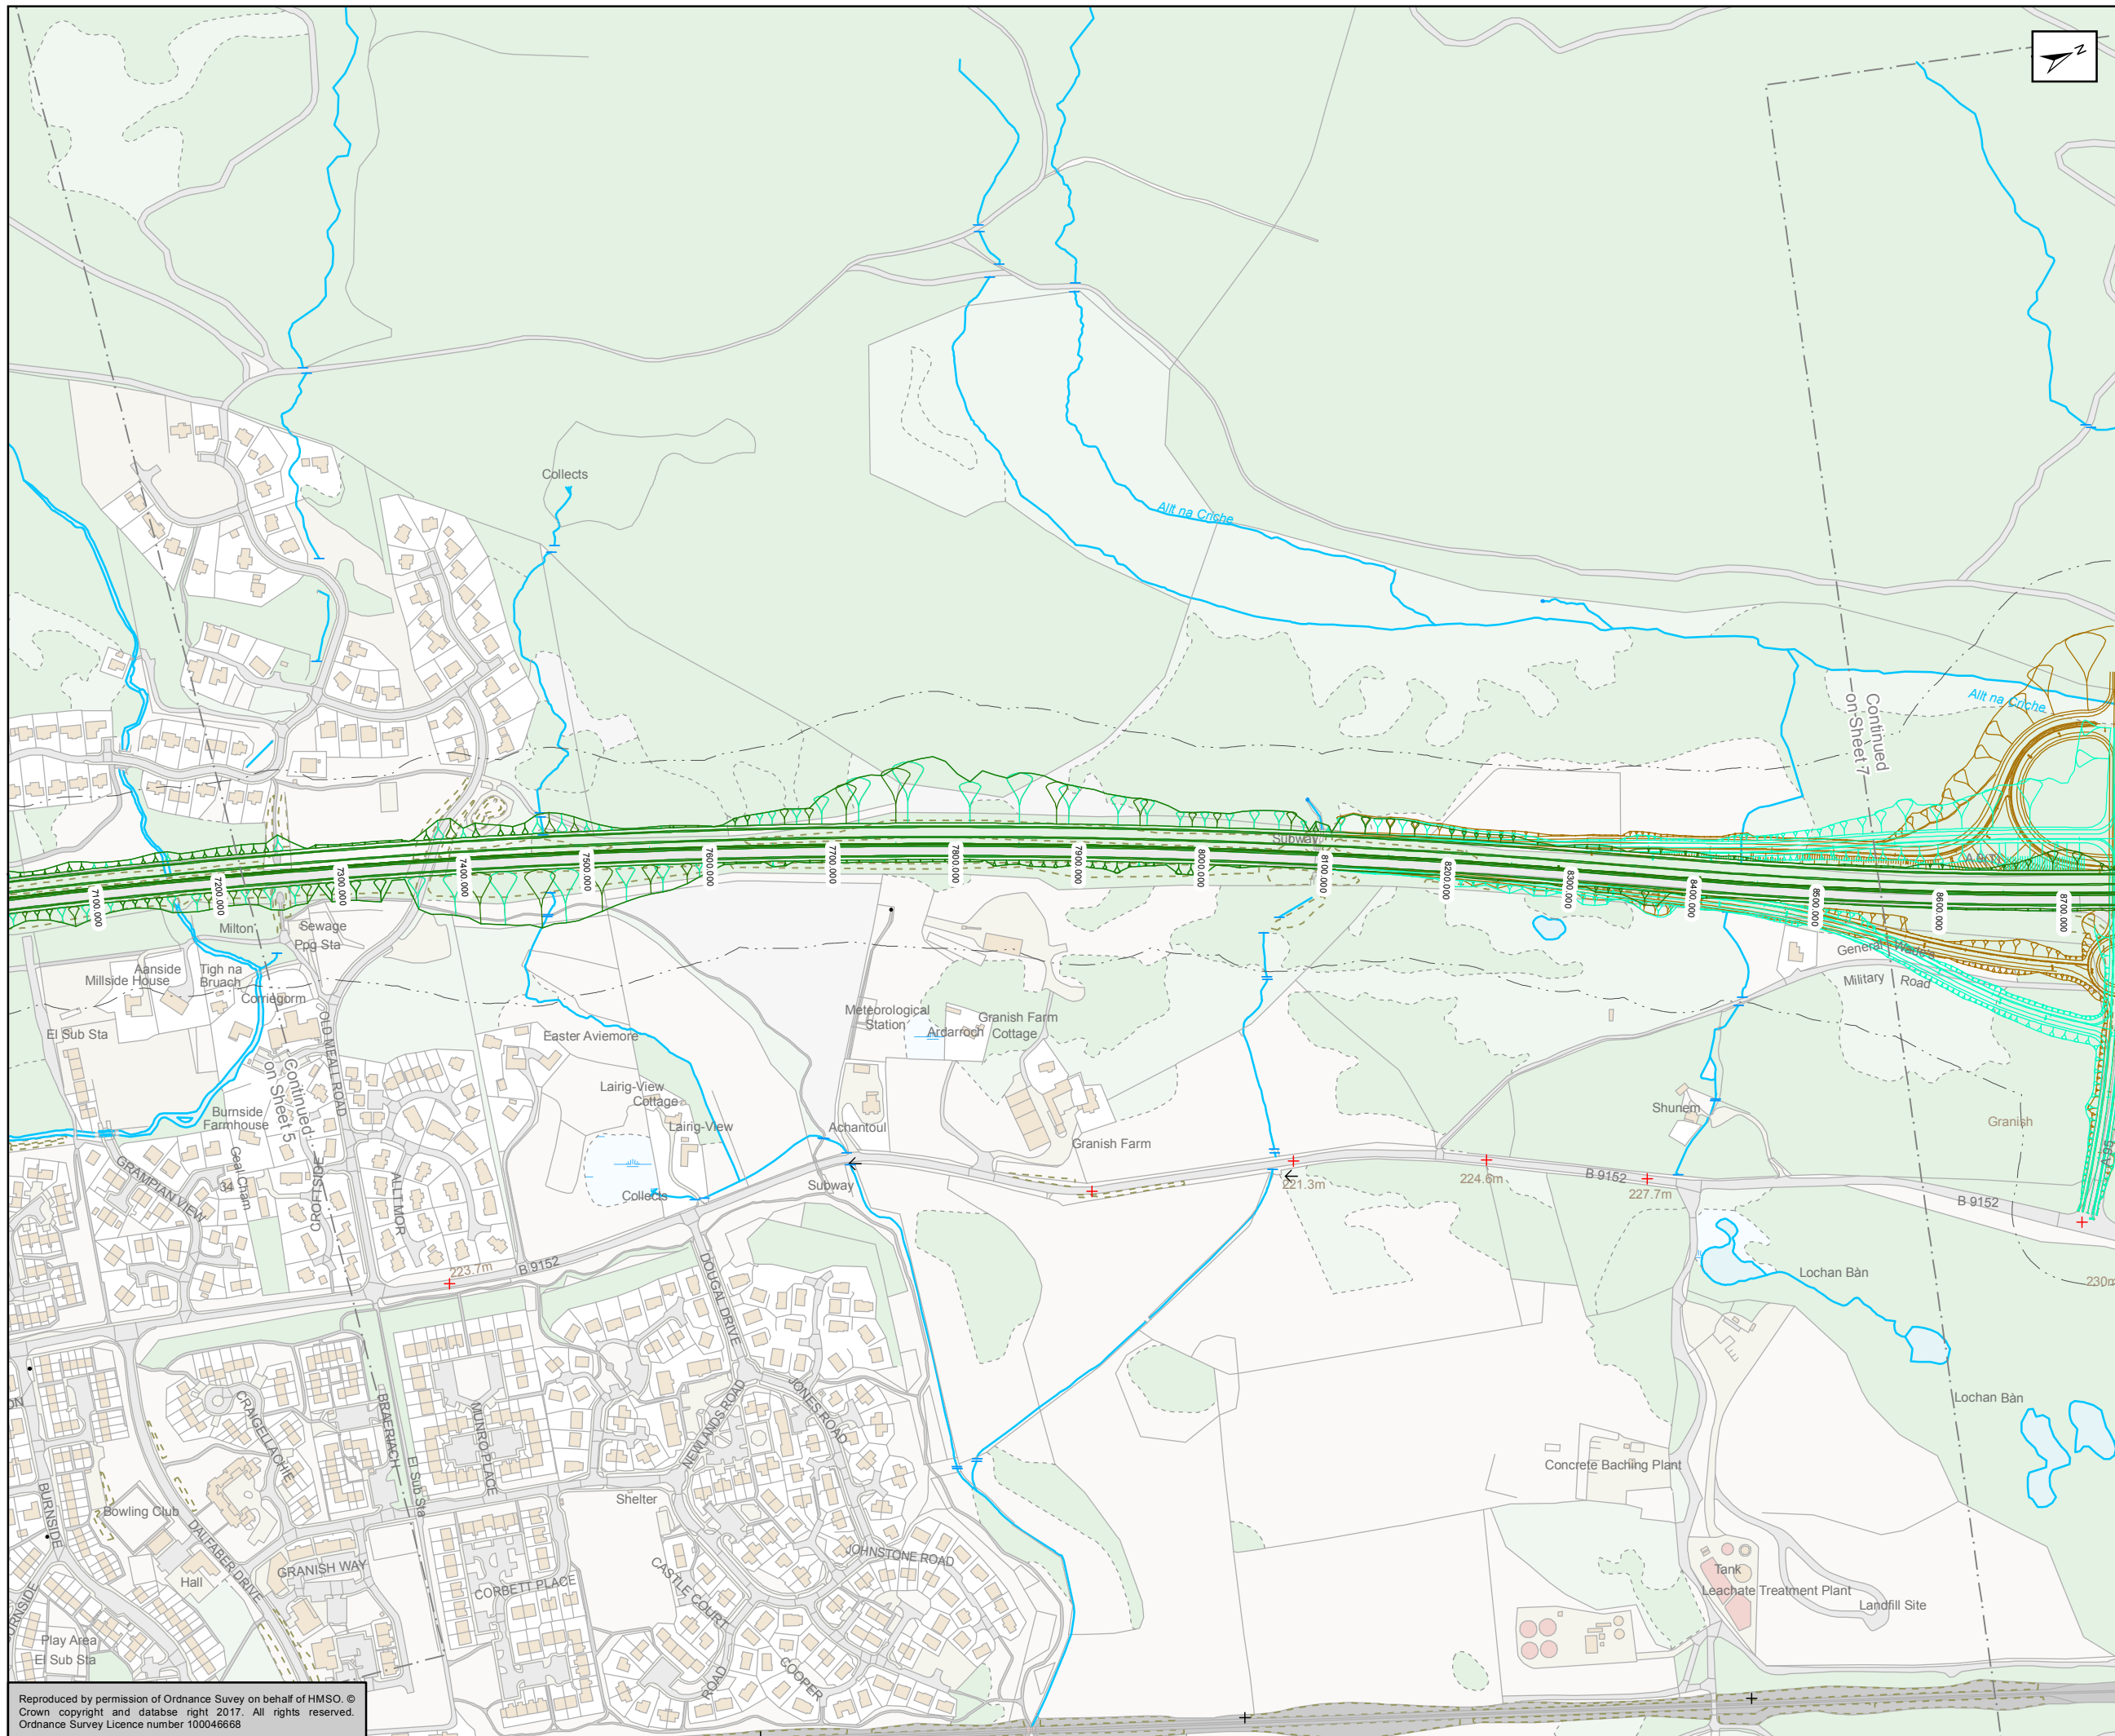 N
Collects
Allt na Criche
Continued
on Sheet 7
Allt na Criche
Subway
A 9(T)
7100.000
7200.000
7300.000
7400.000
7500.000
7600.000
7700.000
7800.000
7900.000
8000.000
8100.000
8200.000
8300.000
8400.000
8500.000
8600.000
8700.000
Milton
Sewage
Ppg Sta
Aanside
Millside House
Tigh na
Bruach
Corriegorm
El Sub Sta
OLD MEALL ROAD
Continued
on Sheet 5
Burnside
Farmhouse
Geal Charn
34
GRAMPIAN VIEW
CROFTSIDE
ALLT MOR
Easter Aviemore
Lairig-View
Cottage
Lairig-View
Collects
Meteorological
Station
Ardarroch
Granish Farm
Cottage
Achantoul
Granish Farm
Subway
General Wade's
Military Road
Shunem
Granish
A 95
221.3m
224.6m
B 9152
227.7m
B 9152
230m
223.7m
B 9152
Lochan Bàn
Lochan Bàn
DOUGAL DRIVE
JONES ROAD
NEWLANDS ROAD
MUNRO PLACE
BRAERIACH
El Sub Sta
CRAIGELLACHIE
ON
BURNSIDE
Bowling Club
DALFABER DRIVE
Hall
GRANISH WAY
Shelter
CORBETT PLACE
CASTLE COURT
JOHNSTONE ROAD
ROAD
COOPER
BURNSIDE
Play Area
El Sub Sta
Concrete Baching Plant
Tank
Leachate Treatment Plant
Landfill Site
Reproduced by permission of Ordnance Suvey on behalf of HMSO. ©
Crown copyright and databse right 2017. All rights reserved.
Ordnance Survey Licence number 100046668